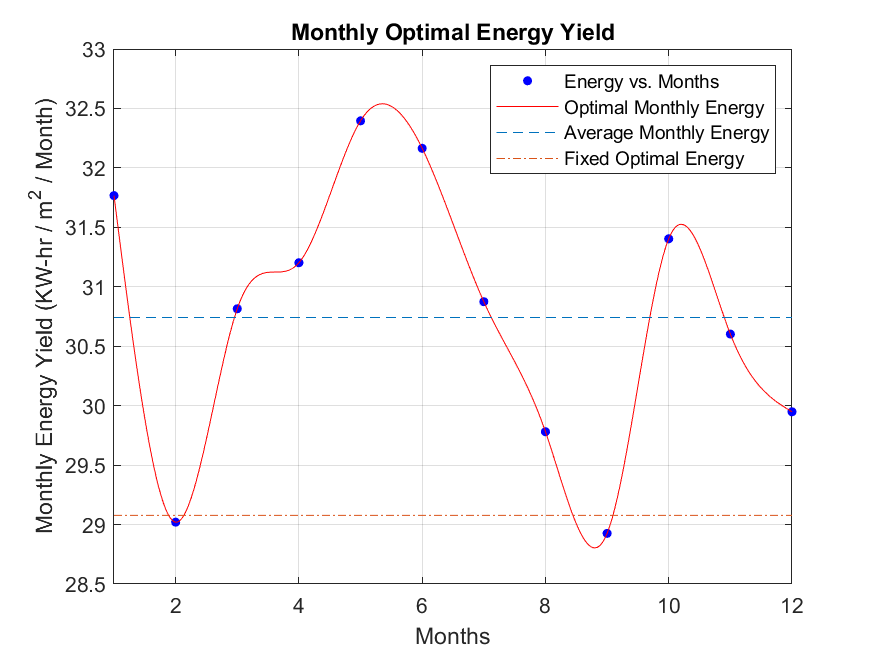 Monthly Optimal Energy Yield
Monthly Energy Yield (KW-hr / m² / Month)
33
32.5
32
31.5
31
30.5
30
29.5
29
28.5
Energy vs. Months
Optimal Monthly Energy
Average Monthly Energy
Fixed Optimal Energy
2 4 6 8 10 12
Months